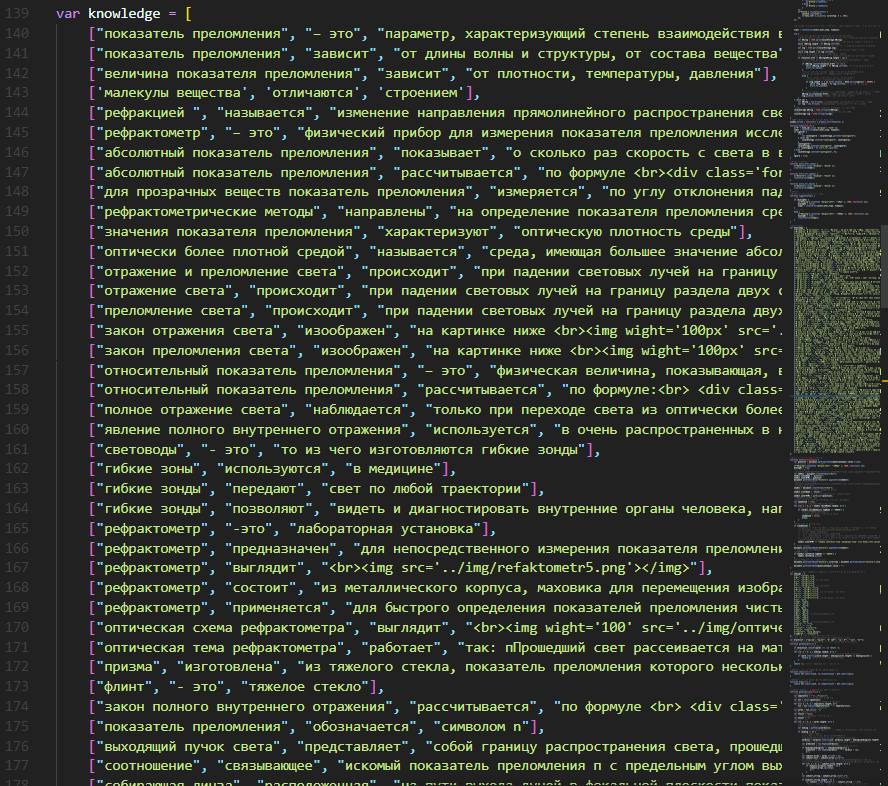 139 var knowledge = [
140 ["показатель преломления", "– это", "параметр, характеризующий степень взаимодействия в
141 ["показатель преломления", "зависит", "от длины волны и структуры, от состава вещества"
142 ["величина показателя преломления", "зависит", "от плотности, температуры, давления"],
143 ['малекулы вещества', 'отличаются', 'строением'],
144 ["рефракцией ", "называется", "изменение направления прямолинейного распространения све
145 ["рефрактометр", "– это", "физический прибор для измерения показателя преломления иссле
146 ["абсолютный показатель преломления", "показывает", "о сколько раз скорость с света в в
147 ["абсолютный показатель преломления", "рассчитывается", "по формуле <br><div class='for
148 ["для прозрачных веществ показатель преломления", "измеряется", "по углу отклонения пад
149 ["рефрактометрические методы", "направлены", "на определение показателя преломления сре
150 ["значения показателя преломления", "характеризуют", "оптическую плотность среды"],
151 ["оптически более плотной средой", "называется", "среда, имеющая большее значение абсол
152 ["отражение и преломление света", "происходит", "при падении световых лучей на границу
153 ["отражение света", "происходит", "при падении световых лучей на границу раздела двух с
154 ["преломление света", "происходит", "при падении световых лучей на границу раздела двух
155 ["закон отражения света", "изоображен", "на картинке ниже <br><img wight='100px' src='.
156 ["закон преломления света", "изоображен", "на картинке ниже <br><img wight='100px' src=
157 ["относительный показатель преломления", "– это", "физическая величина, показывающая, в
158 ["относительный показатель преломления", "рассчитывается", "по формуле:<br> <div class=
159 ["полное отражение света", "наблюдается", "только при переходе света из оптически более
160 ["явление полного внутреннего отражения", "используется", "в очень распространенных в н
161 ["световоды", "- это", "то из чего изготовляются гибкие зонды"],
162 ["гибкие зоны", "используются", "в медицине"],
163 ["гибкие зонды", "передают", "свет по любой траектории"],
164 ["гибкие зонды", "позволяют", "видеть и диагностировать внутренние органы человека, нап
165 ["рефрактометр", "-это", "лабораторная установка"],
166 ["рефрактометр", "предназначен", "для непосредственного измерения показателя преломлени
167 ["рефрактометр", "выглядит", "<br><img src='../img/refaktometr5.png'></img>"],
168 ["рефрактометр", "состоит", "из металлического корпуса, маховика для перемещения изобра
169 ["рефрактометр", "применяется", "для быстрого определения показателей преломления чисты
170 ["оптическая схема рефрактометра", "выглядит", "<br><img wight='100' src='../img/оптиче
171 ["оптическая тема рефрактометра", "работает", "так: пПрошедший свет рассеивается на мат
172 ["призма", "изготовлена", "из тяжелого стекла, показатель преломления которого нескольк
173 ["флинт", "- это", "тяжелое стекло"],
174 ["закон полного внутреннего отражения", "рассчитывается", "по формуле <br> <div class='
175 ["показатель преломления", "обозначается", "символом n"],
176 ["выходящий пучок света", "представляет", "собой границу распространения света, прошедш
177 ["соотношение", "связывающее", "искомый показатель преломления п с предельным углом вых
178 ["собирающая линза", "расположенная", "на пути выхода лучей в фокальной плоскости показ